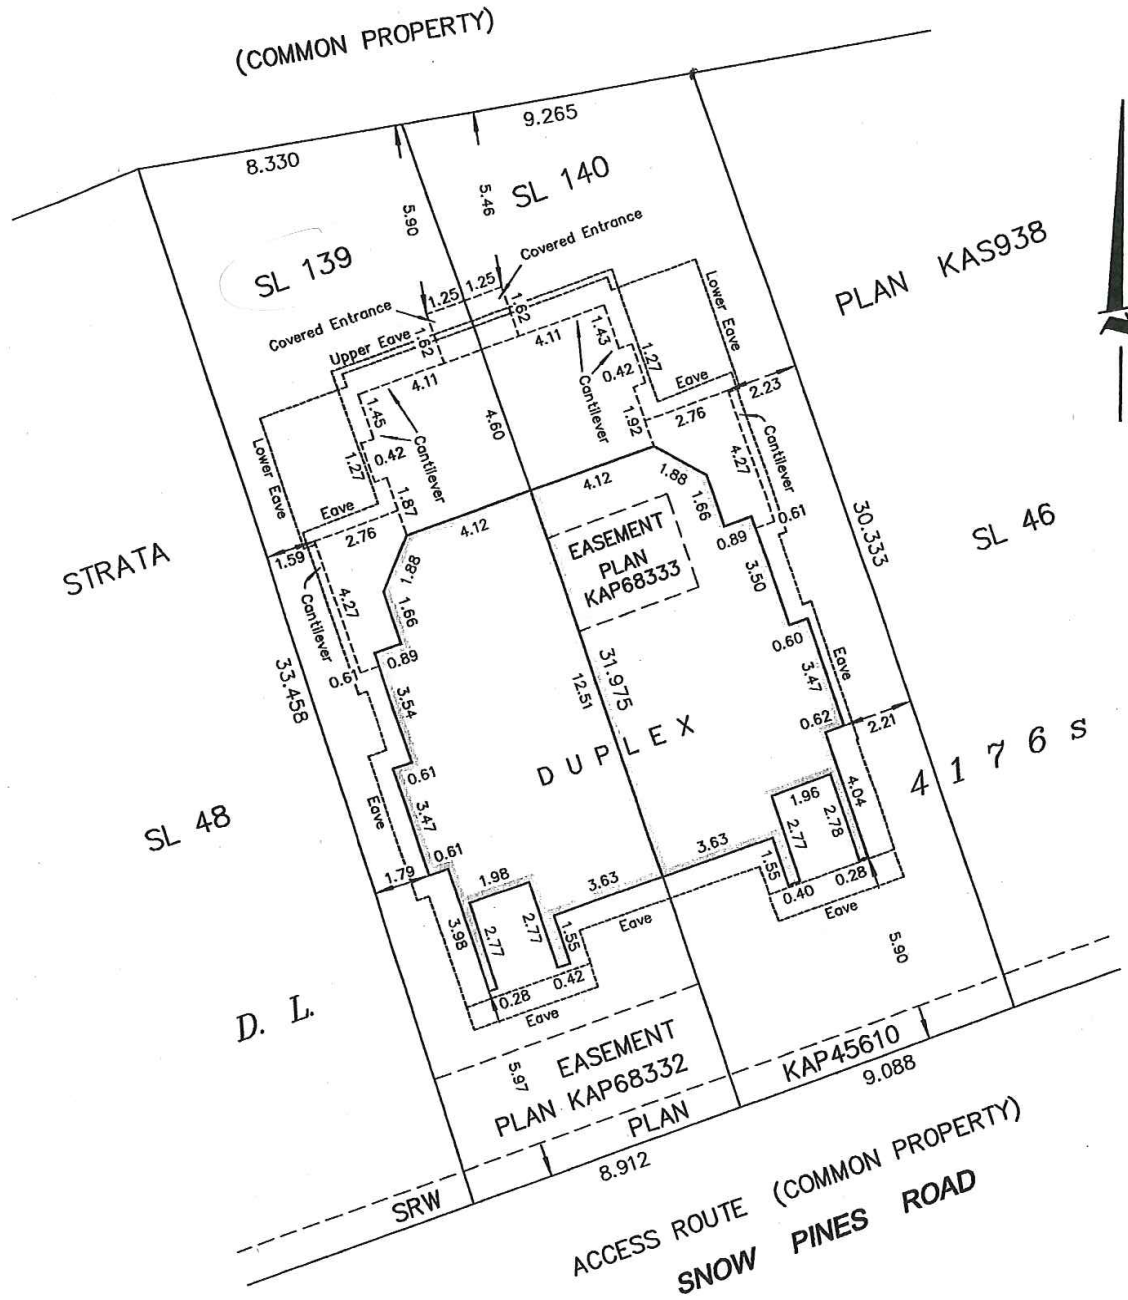 (COMMON PROPERTY)
9.265
8.330
SL 140
5.46
5.90
Covered Entrance
SL 139
PLAN KAS938
1.25
1.25
Lower Eave
Covered Entrance
1.62
Upper Eave
1.62
4.11
1.43
1.27
4.11
0.42
Eave
2.23
Cantilever
1.45
2.76
4.60
1.92
Cantilever
Lower Eave
1.27
0.42
Cantilever
4.27
Eave
1.87
4.12
1.88
1.66
0.61
30.333
SL 46
STRATA
2.76
4.12
EASEMENT
PLAN
KAP68333
0.89
1.59
1.88
3.50
4.27
Cantilever
1.66
0.60
0.89
Eave
33.458
0.61
12.51
31.975
3.47
3.54
0.62
2.21
DUPLEX
0.61
4176s
Eave
3.47
1.96
4.04
SL 48
2.77
2.78
0.61
3.63
1.79
1.98
3.63
1.55
0.40
0.28
Eave
Eave
3.98
2.77
2.77
1.55
5.90
0.28
0.42
Eave
D. L.
EASEMENT
PLAN KAP68332
5.97
KAP45610
9.088
PLAN
8.912
SRW
ACCESS ROUTE (COMMON PROPERTY)
SNOW PINES ROAD